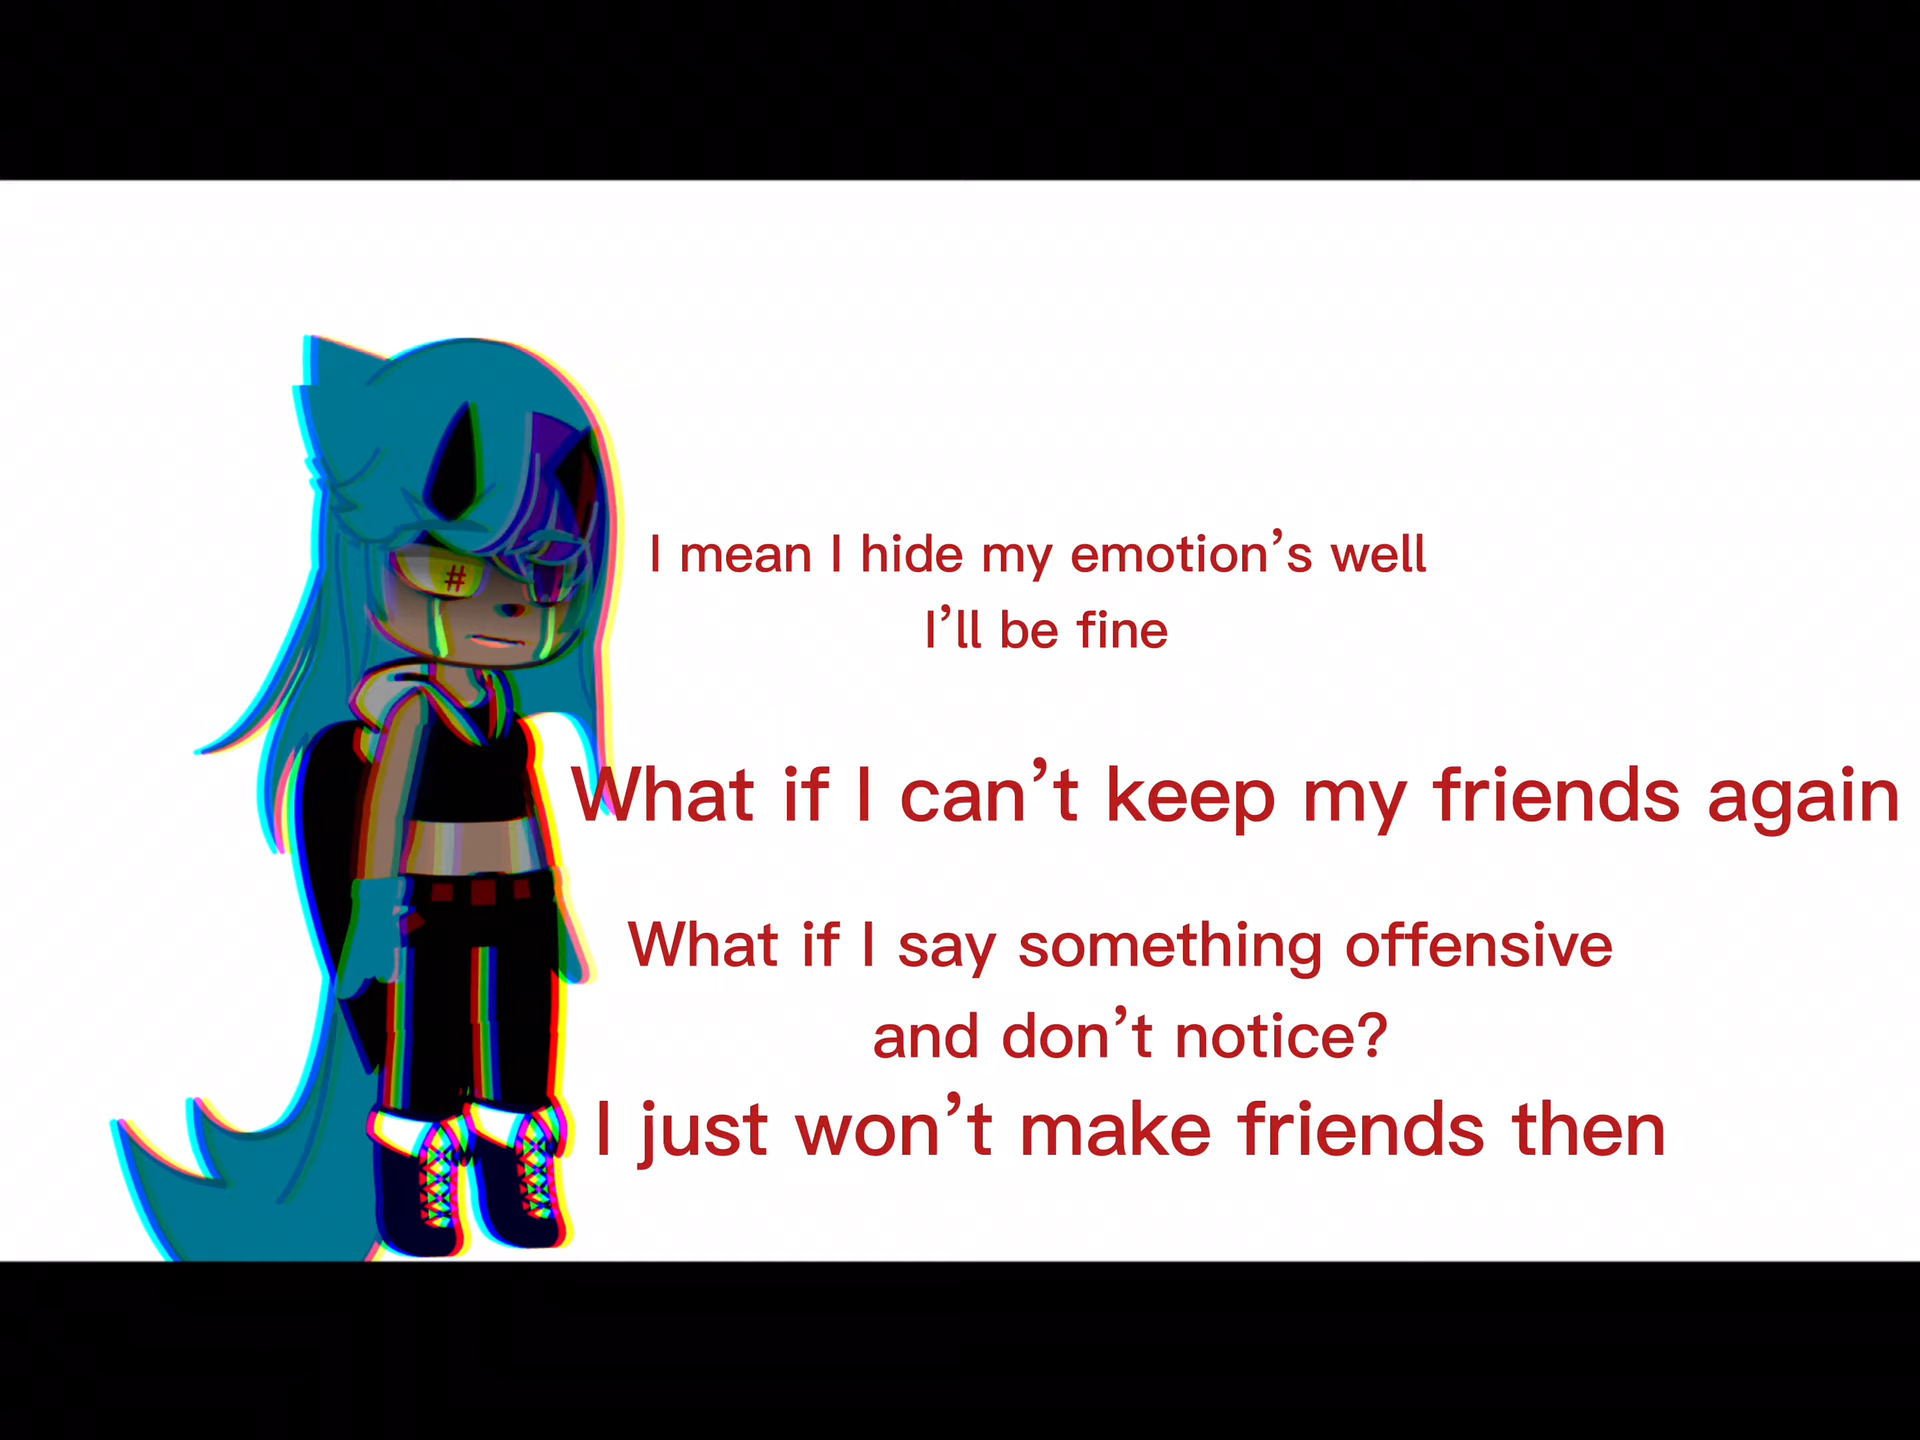 I mean I hide my emotion’s well
I’ll be fine
What if I can’t keep my friends again
What if I say something offensive
and don’t notice?
I just won’t make friends then